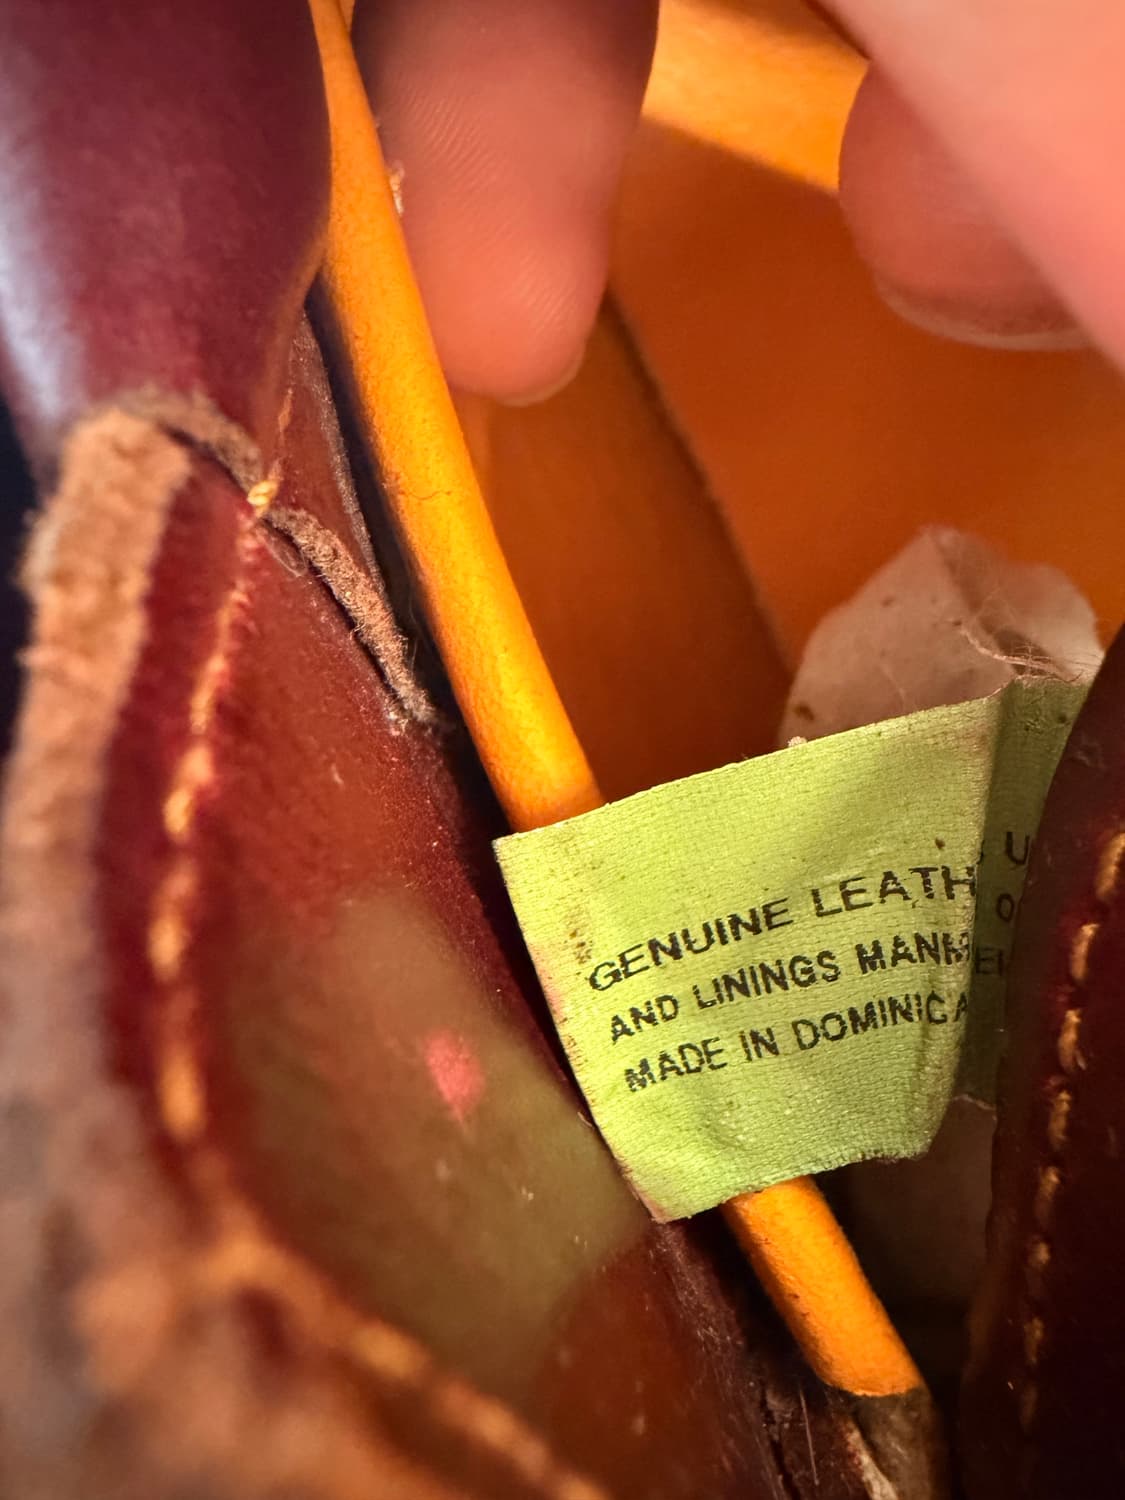 GENUINE LEATH
AND LININGS MANM
MADE IN DOMINICA